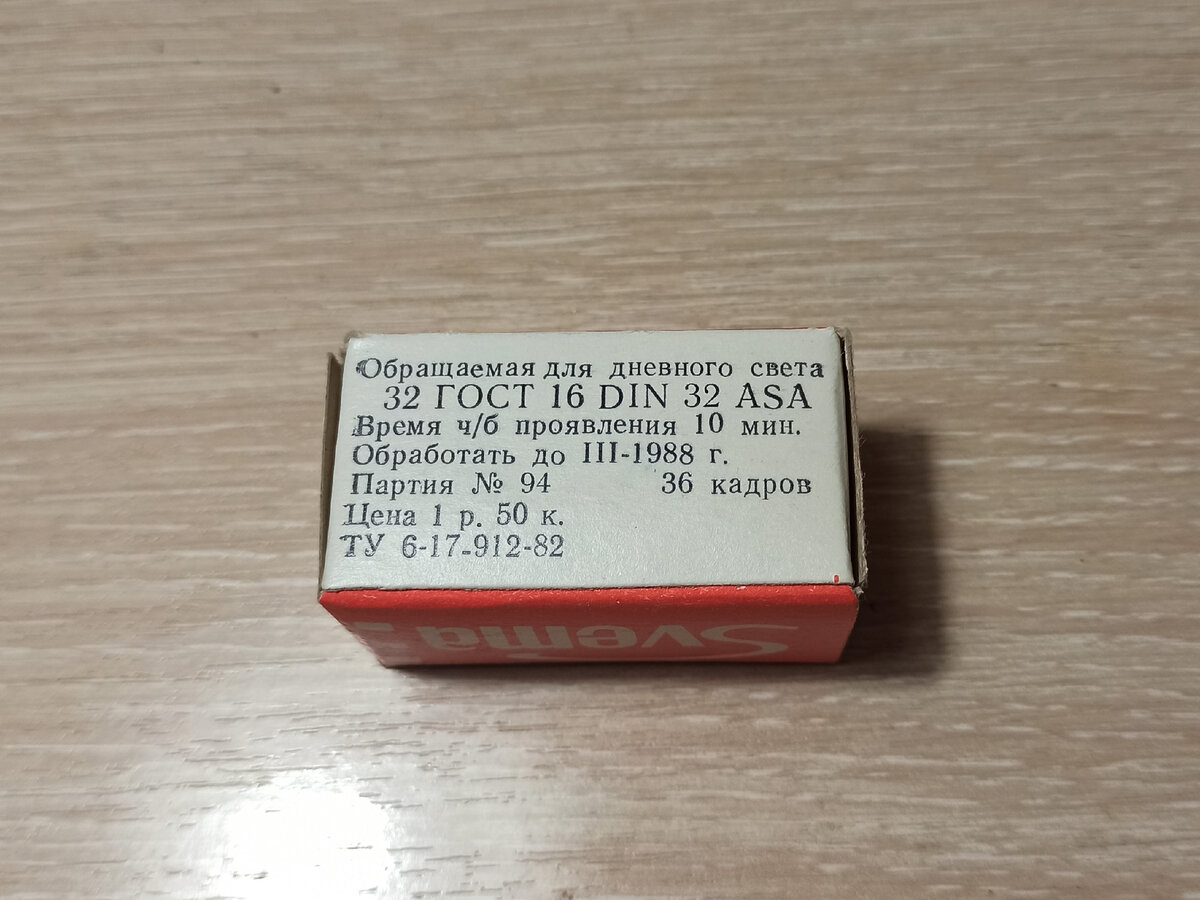 Обращаемая для дневного света
32 ГОСТ 16 DIN 32 ASA
Время ч/б проявления 10 мин.
Обработать до III-1988 г.
Партия № 94 36 кадров
Цена 1 р. 50 к.
ТУ 6-17-912-82
Svema